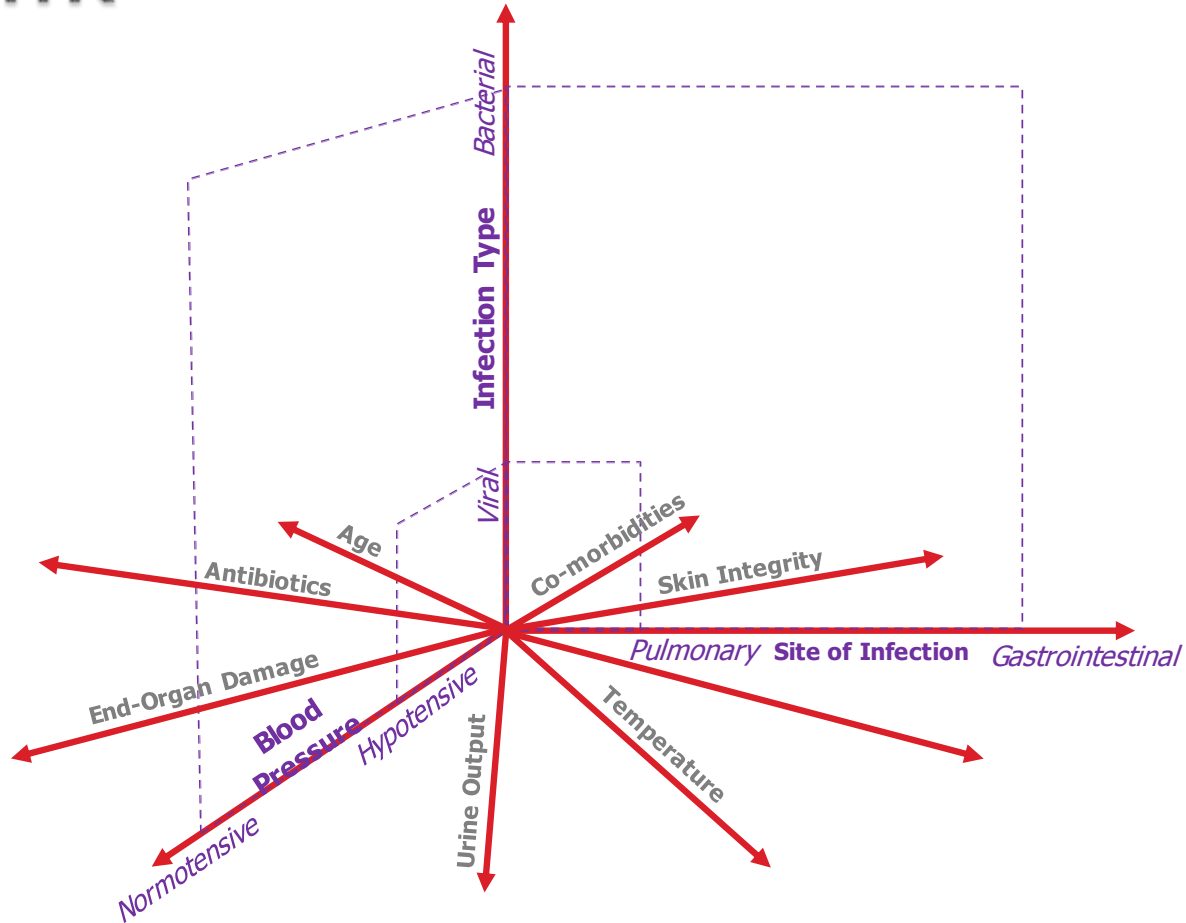 Bacterial
Infection Type
Viral
Age
Antibiotics
Co-morbidities
Skin Integrity
Pulmonary
Site of Infection
Gastrointestinal
End-Organ Damage
Blood
Pressure
Hypotensive
Normotensive
Urine Output
Temperature